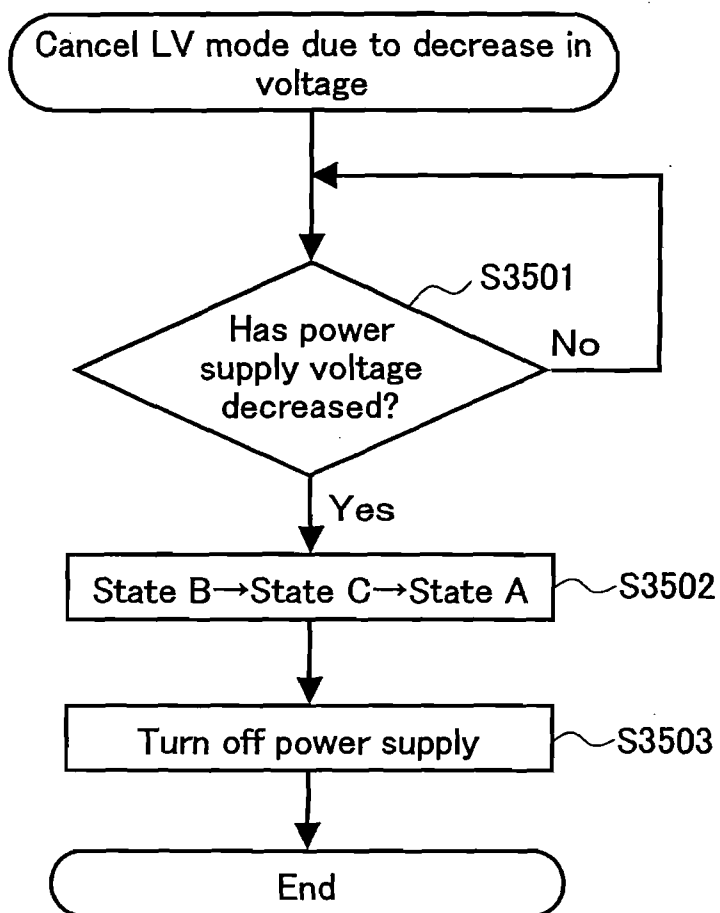 Cancel LV mode due to decrease in
voltage
S3501
Has power
supply voltage
decreased?
No
Yes
State B→State C→State A
S3502
Turn off power supply
S3503
End